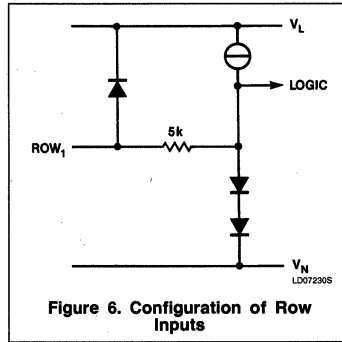 V_L
LOGIC
5k
ROW_1
V_N
LD07230S
Figure 6. Configuration of Row
Inputs